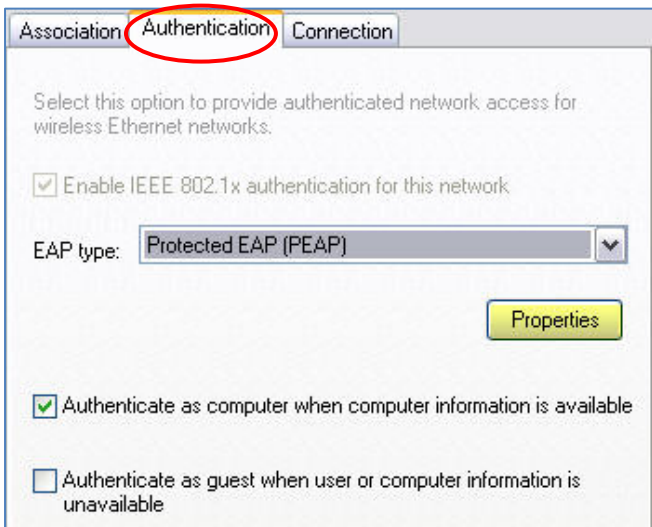 Association Authentication Connection
Select this option to provide authenticated network access for
wireless Ethernet networks.
Enable IEEE 802.1x authentication for this network
EAP type: Protected EAP (PEAP)
Properties
Authenticate as computer when computer information is available
Authenticate as guest when user or computer information is
unavailable